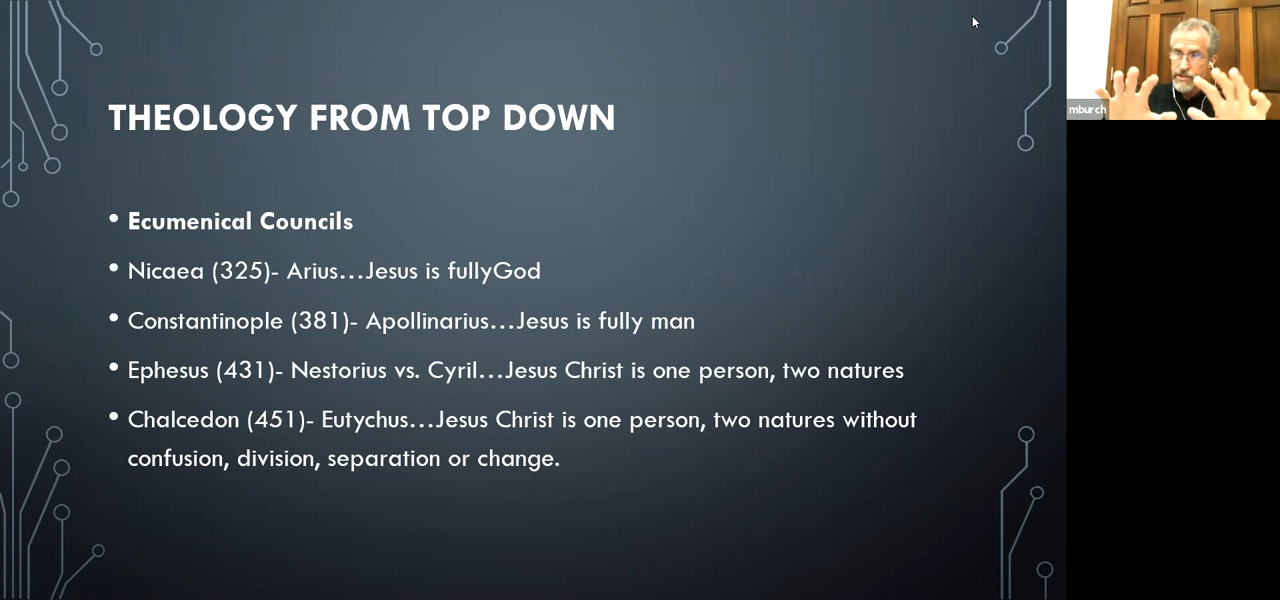 THEOLOGY FROM TOP DOWN
• Ecumenical Councils
• Nicaea (325)- Arius...Jesus is fullyGod
• Constantinople (381)- Apollinarius...Jesus is fully man
• Ephesus (431)- Nestorius vs. Cyril...Jesus Christ is one person, two natures
• Chalcedon (451)- Eutychus...Jesus Christ is one person, two natures without
confusion, division, separation or change.
mburch